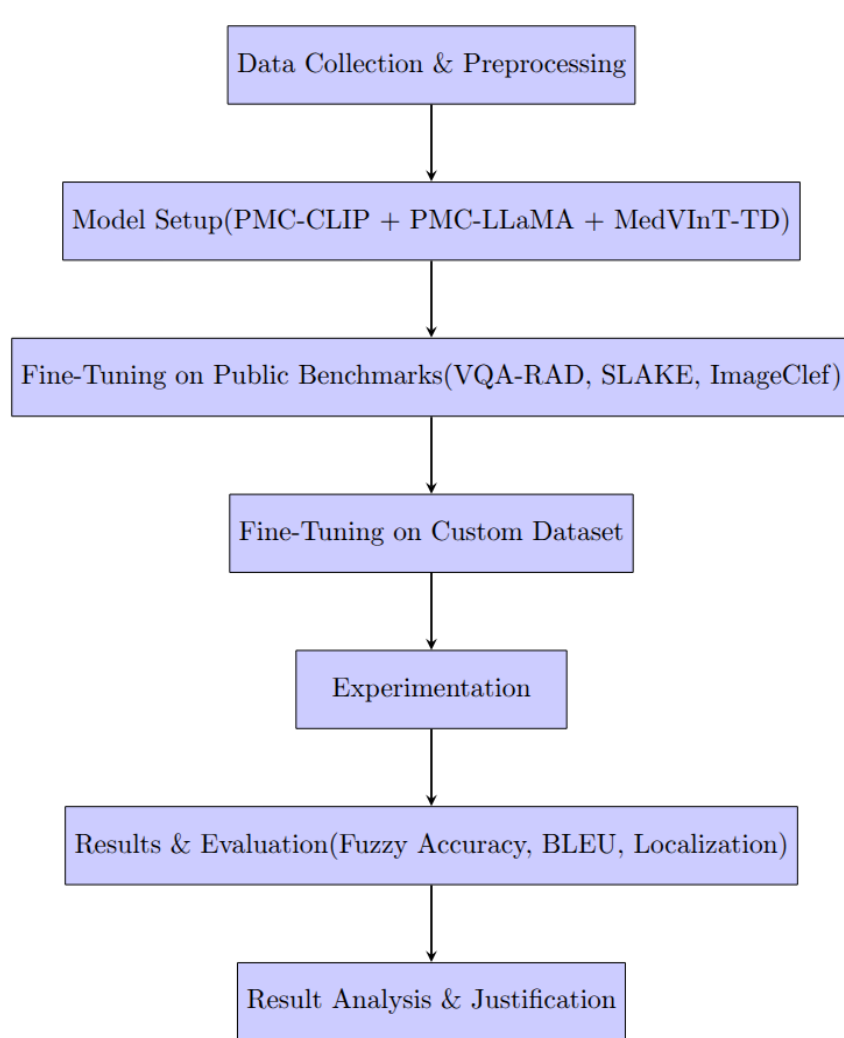 Data Collection & Preprocessing
Model Setup(PMC-CLIP + PMC-LLaMA + MedVInT-TD)
Fine-Tuning on Public Benchmarks(VQA-RAD, SLAKE, ImageClef)
Fine-Tuning on Custom Dataset
Experimentation
Results & Evaluation(Fuzzy Accuracy, BLEU, Localization)
Result Analysis & Justification